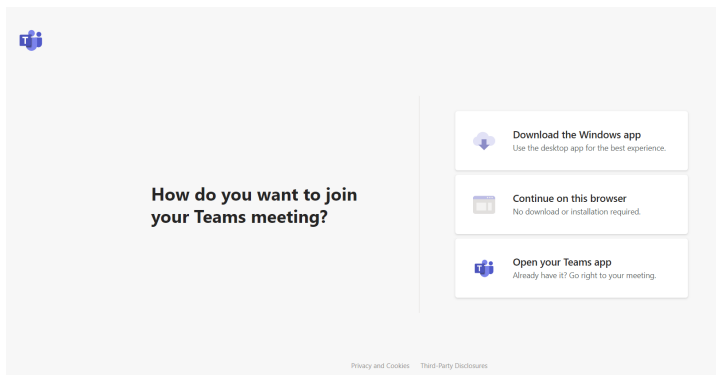 How do you want to join
your Teams meeting?
Download the Windows app
Use the desktop app for the best experience.
Continue on this browser
No download or installation required.
Open your Teams app
Already have it? Go right to your meeting.
Privacy and Cookies
Third-Party Disclosures